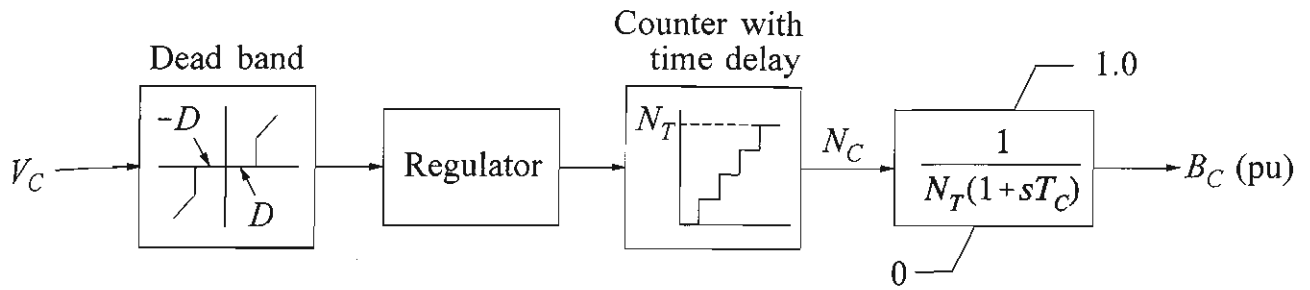 Counter with
time delay
Dead band
1.0
-D
N_T
N_C
1
V_C
Regulator
B_C (pu)
N_T(1+sT_C)
D
0